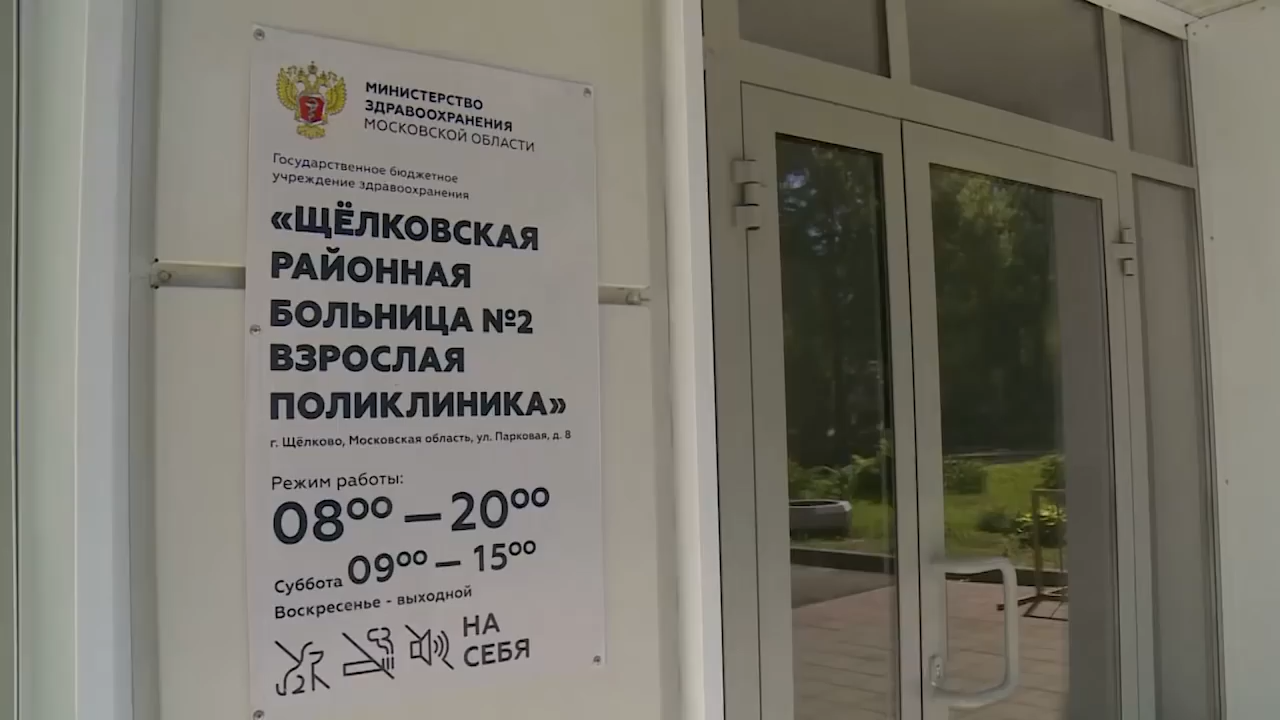 МИНИСТЕРСТВО
ЗДРАВООХРАНЕНИЯ
МОСКОВСКОЙ ОБЛАСТИ
Государственное бюджетное
учреждение здравоохранения
«ЩЁЛКОВСКАЯ
РАЙОННАЯ
БОЛЬНИЦА №2
ВЗРОСЛАЯ
ПОЛИКЛИНИКА»
г. Щёлково, Московская область, ул. Парковая, д. 8
Режим работы:
08⁰⁰ — 20⁰⁰
Суббота 09⁰⁰ — 15⁰⁰
Воскресенье - выходной
НА
СЕБЯ